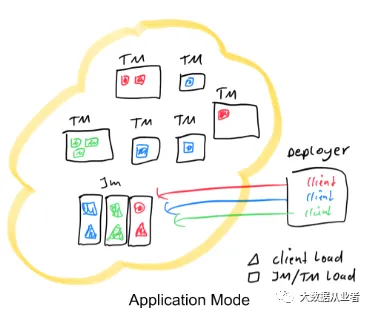 TM
TM
TM
TM
TM
TM
Deployer
Jm
client
client
client
client load
JM/TM load
Application Mode
大数据从业者